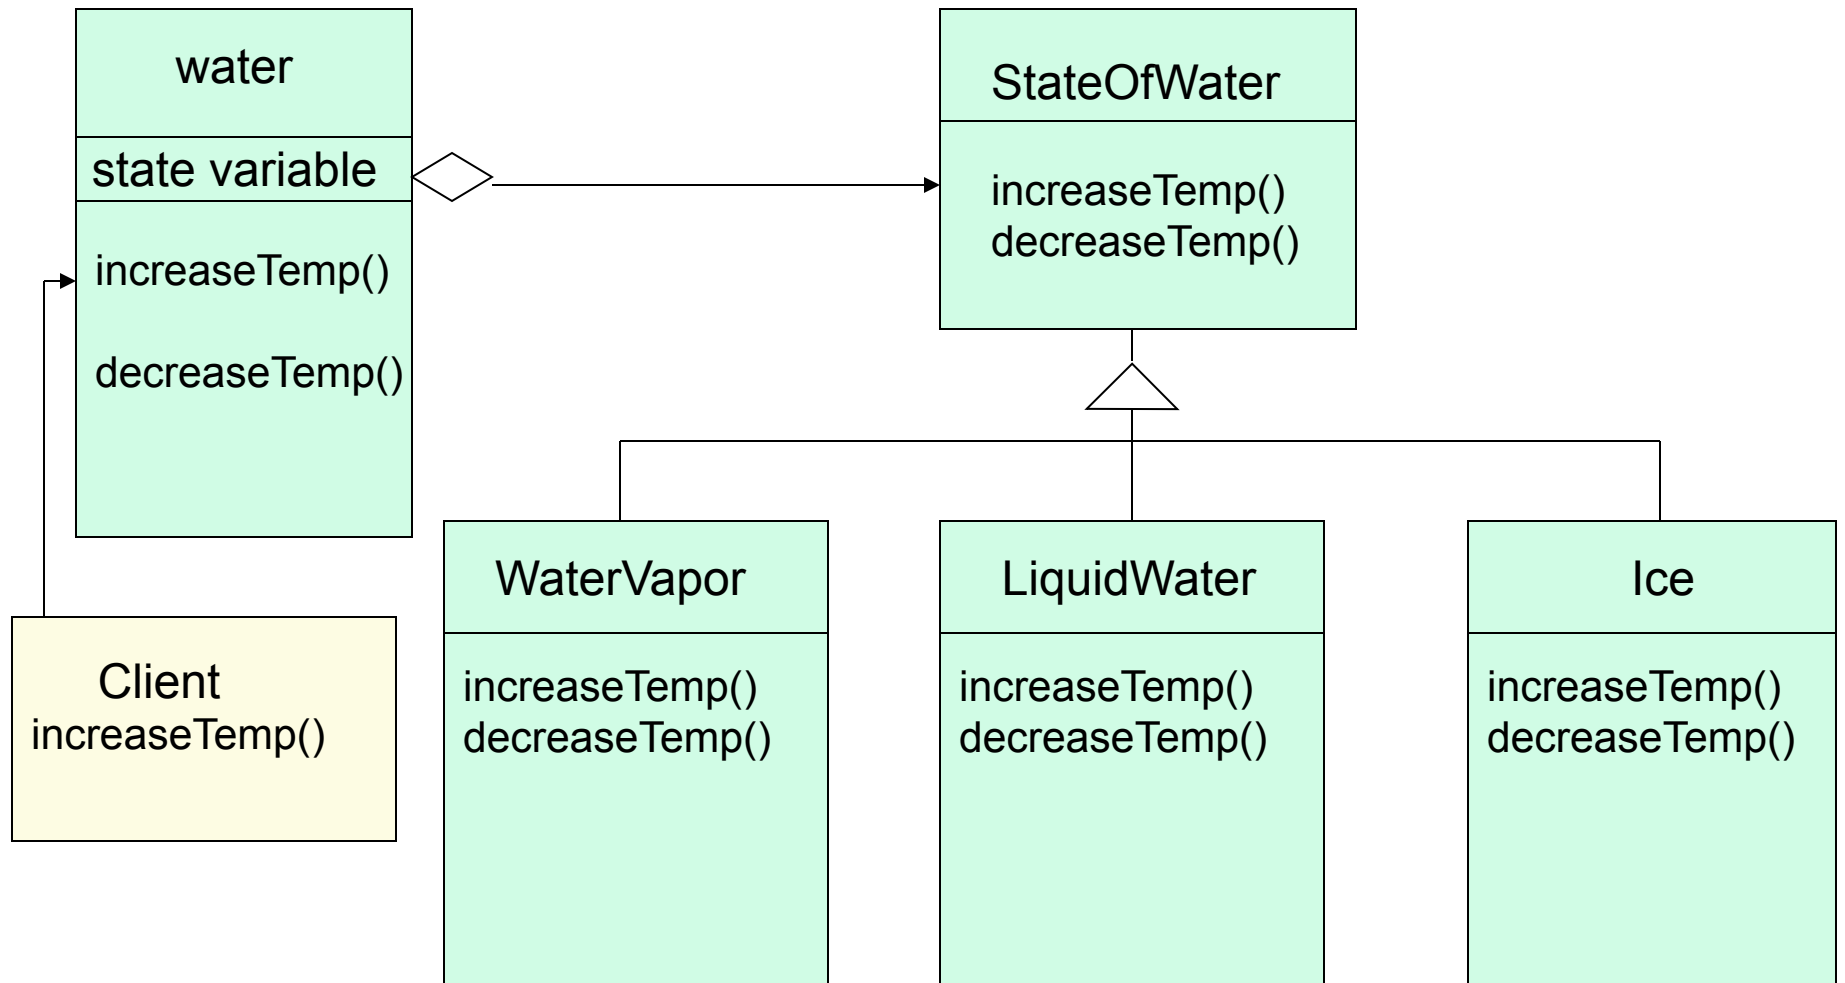 water
state variable
increaseTemp()
decreaseTemp()
StateOfWater
increaseTemp()
decreaseTemp()
Client
increaseTemp()
WaterVapor
increaseTemp()
decreaseTemp()
LiquidWater
increaseTemp()
decreaseTemp()
Ice
increaseTemp()
decreaseTemp()